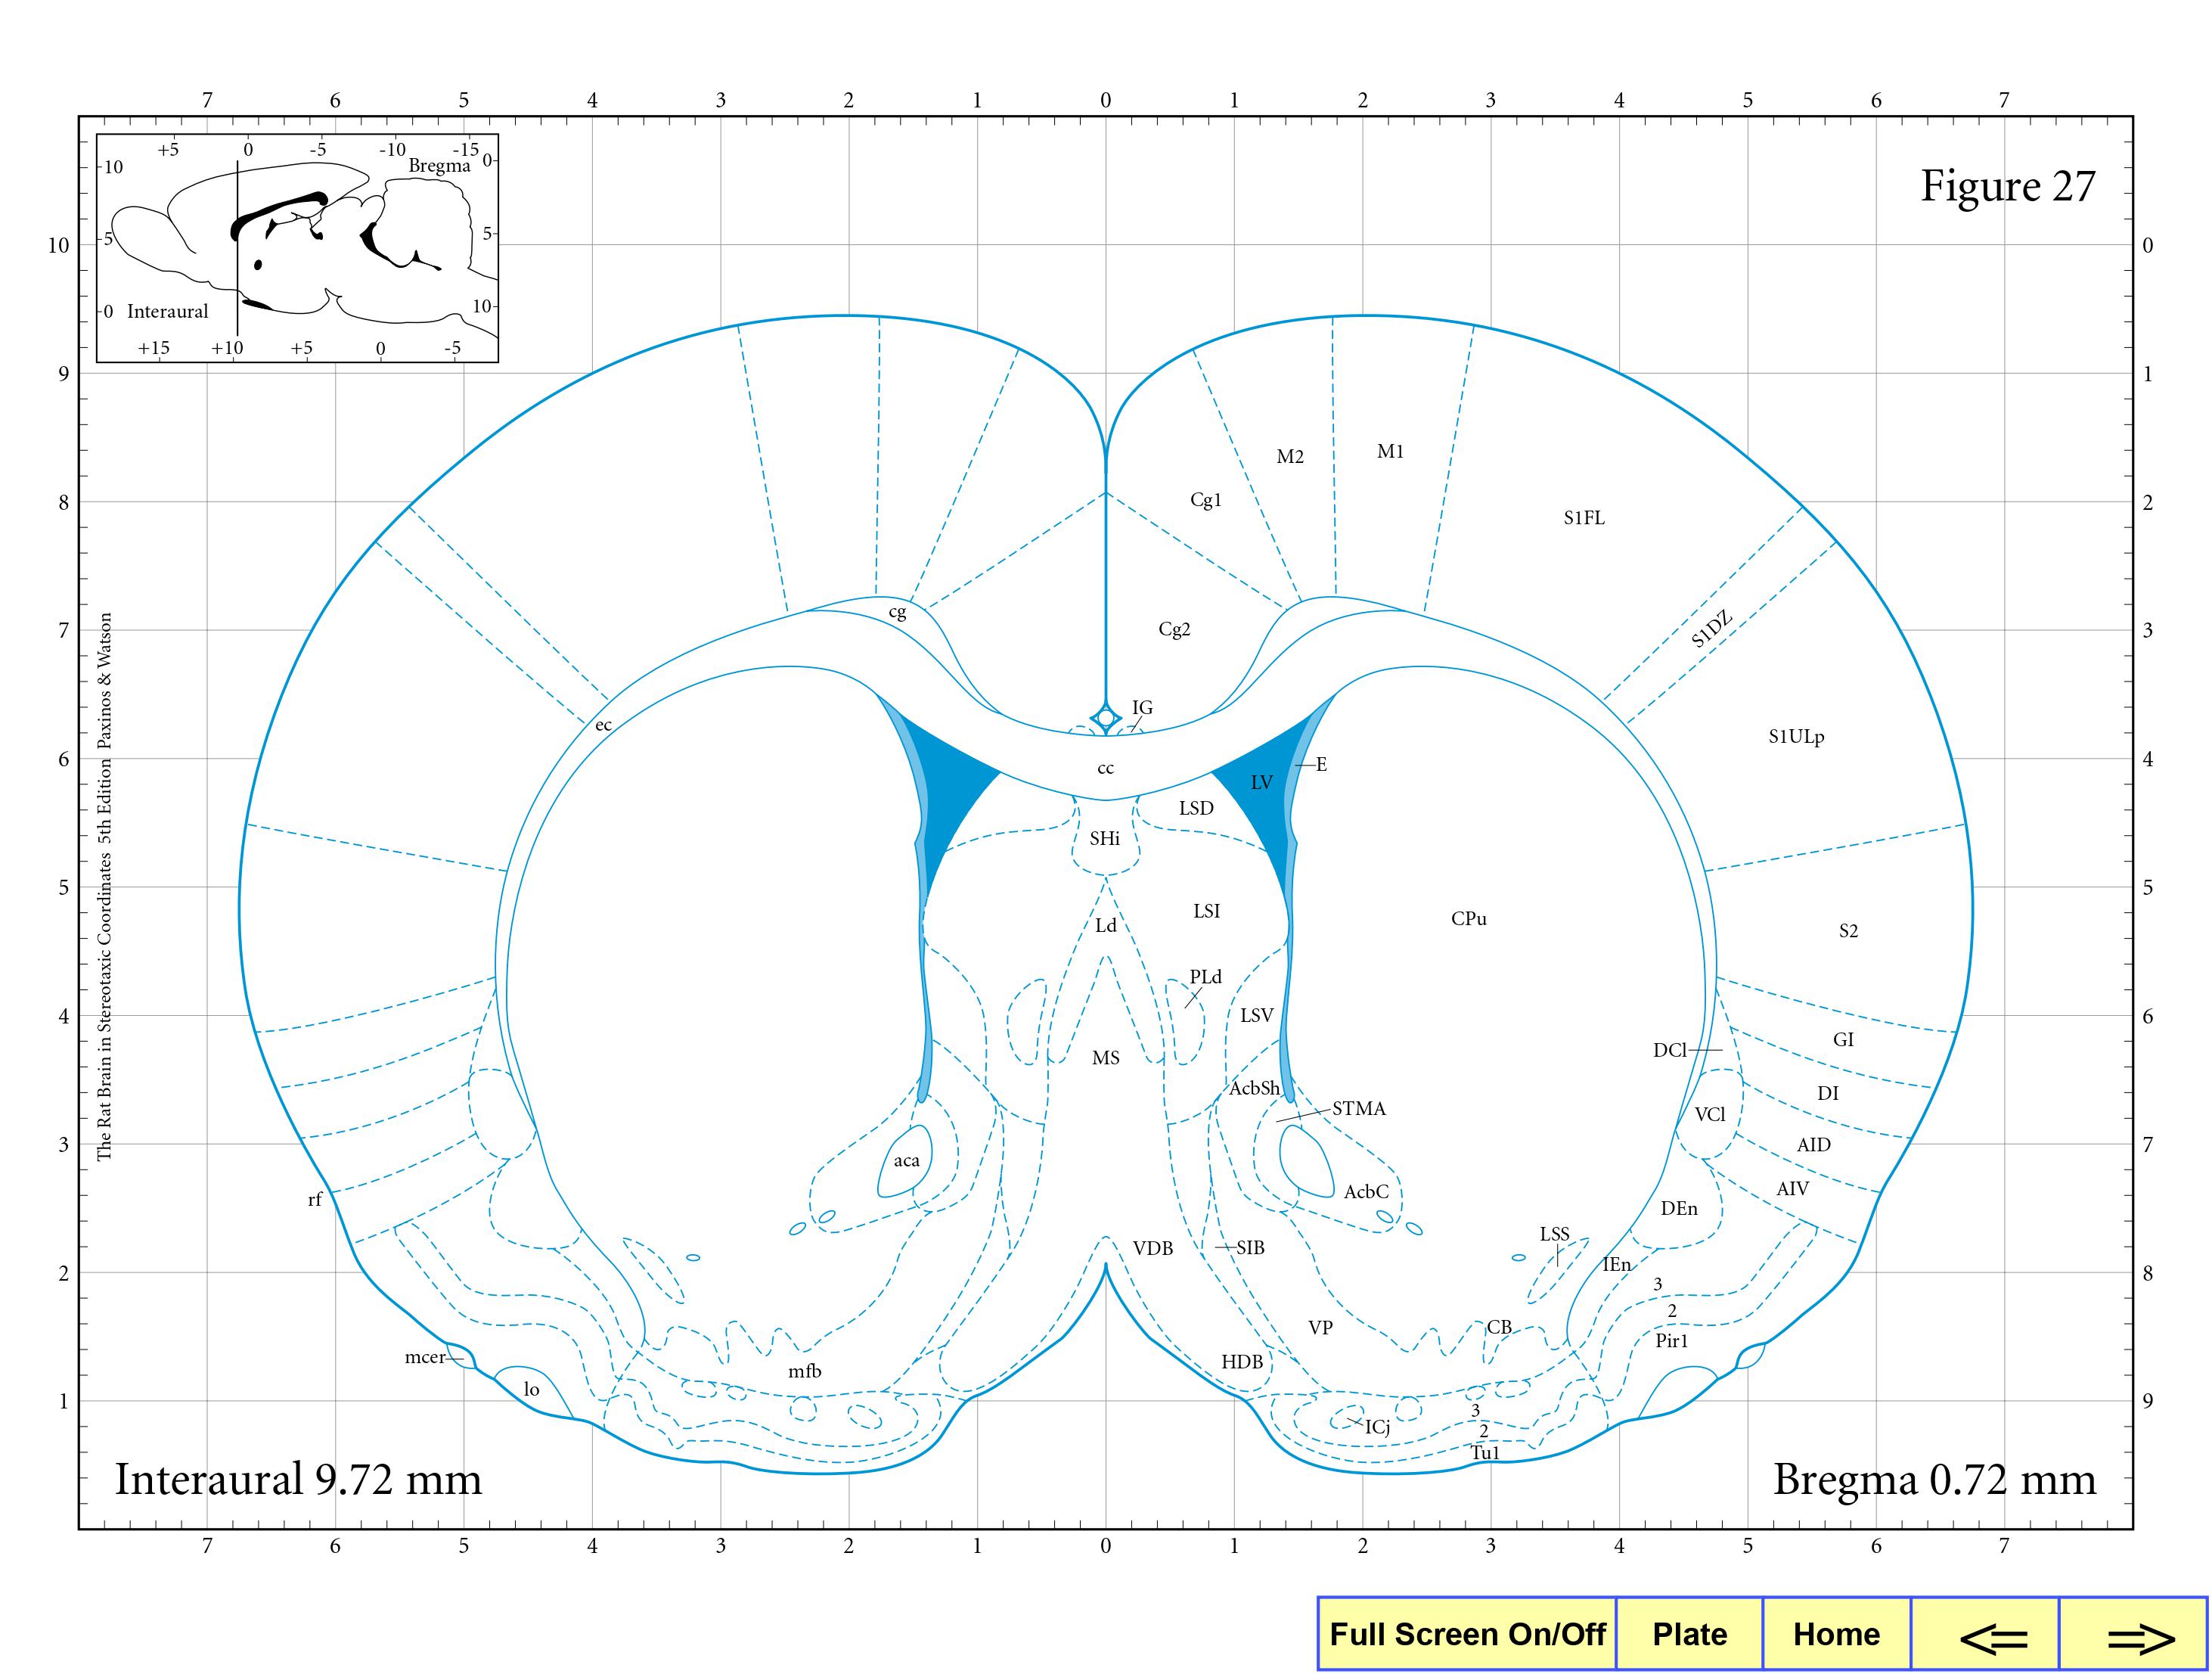 7 6 5 4 3 2 1 0 1 2 3 4 5 6 7
+5 0 -5 -10 -15
Bregma
10
0
5
5
0 Interaural
10
+15 +10 +5 0 -5
Figure 27
10 0
9 1
8 2
7 3
6 4
5 5
4 6
3 7
2 8
1 9
The Rat Brain in Stereotaxic Coordinates 5th Edition Paxinos & Watson
M2
M1
Cg1
S1FL
cg
Cg2
S1DZ
IG
ec
S1ULp
cc
E
LV
LSD
SHi
LSI
CPu
Ld
S2
PLd
LSV
GI
DCl
MS
AcbSh
DI
STMA
VCl
AID
aca
AcbC
AIV
rf
DEn
LSS
VDB
SIB
IEn
3
2
VP
CB
Pir1
mcer
HDB
mfb
lo
3
ICj
2
Tu1
Interaural 9.72 mm
Bregma 0.72 mm
7 6 5 4 3 2 1 0 1 2 3 4 5 6 7
Full Screen On/Off Plate Home <= =>